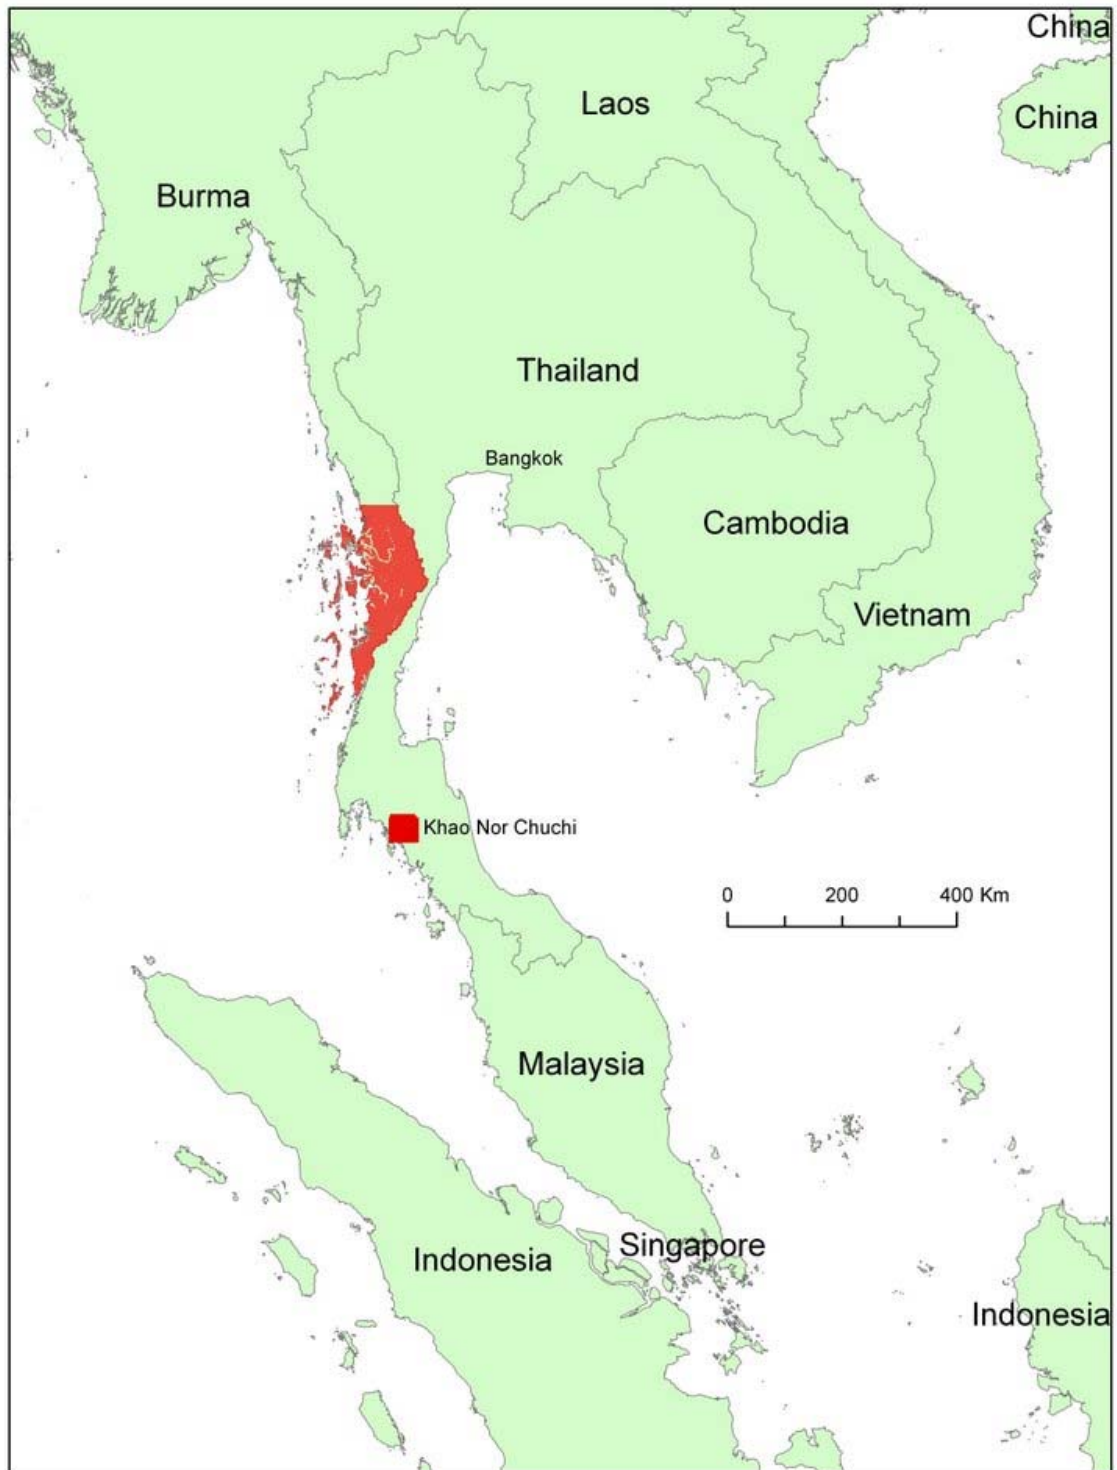 China
Laos
China
Burma
Thailand
Bangkok
Cambodia
Vietnam
Khao Nor Chuchi
0 200 400 Km
Malaysia
Singapore
Indonesia
Indonesia